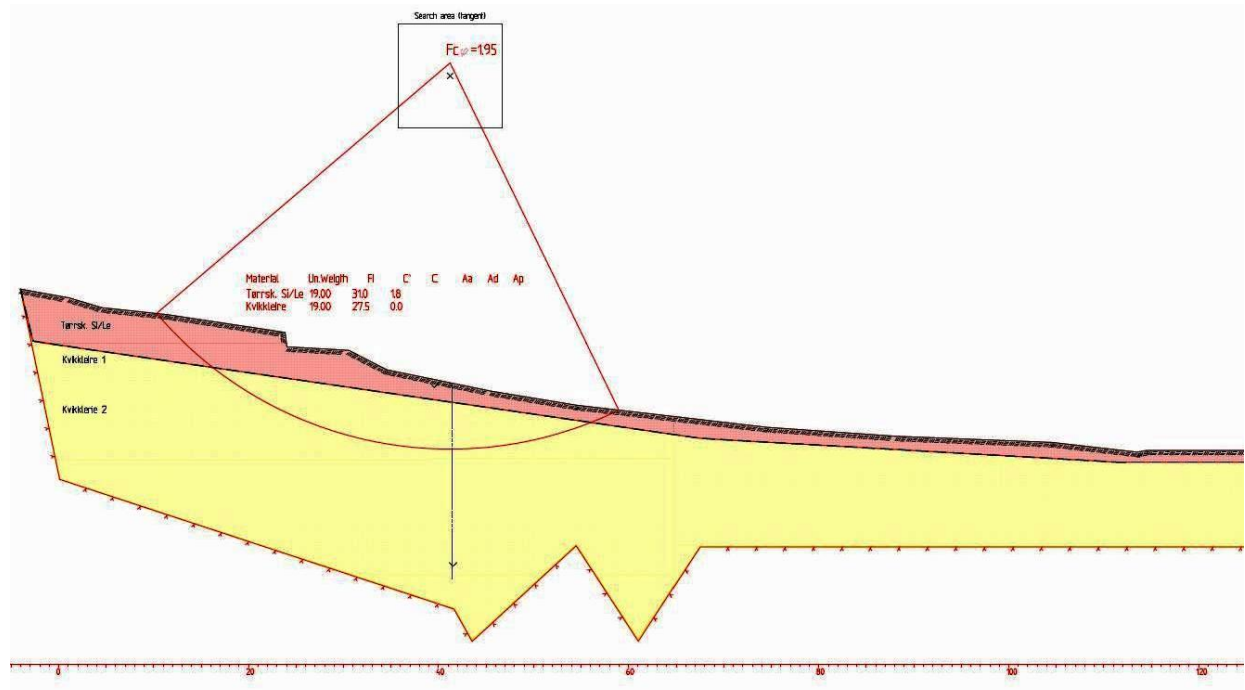 Search area (tangent)
Fcφ=1.95
Material Un.Weigth Fi C' C Aa Ad Ap
Tørrsk. Si/Le 19.00 31.0 1.8
Kvikkleire 19.00 27.5 0.0
Tørrsk. Si/Le
Kvikkleire 1
Kvikkleire 2
0 20 40 60 80 100 120